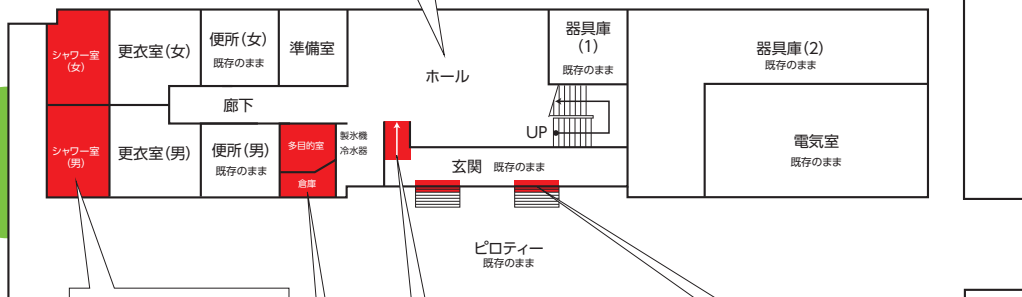 シャワー室
(女)
更衣室(女)
便所(女)
既存のまま
準備室
ホール
器具庫
(1)
既存のまま
器具庫(2)
既存のまま
廊下
シャワー室
(男)
更衣室(男)
便所(男)
既存のまま
多目的室
倉庫
製氷機
冷水器
UP
玄関 既存のまま
電気室
既存のまま
ピロティー
既存のまま